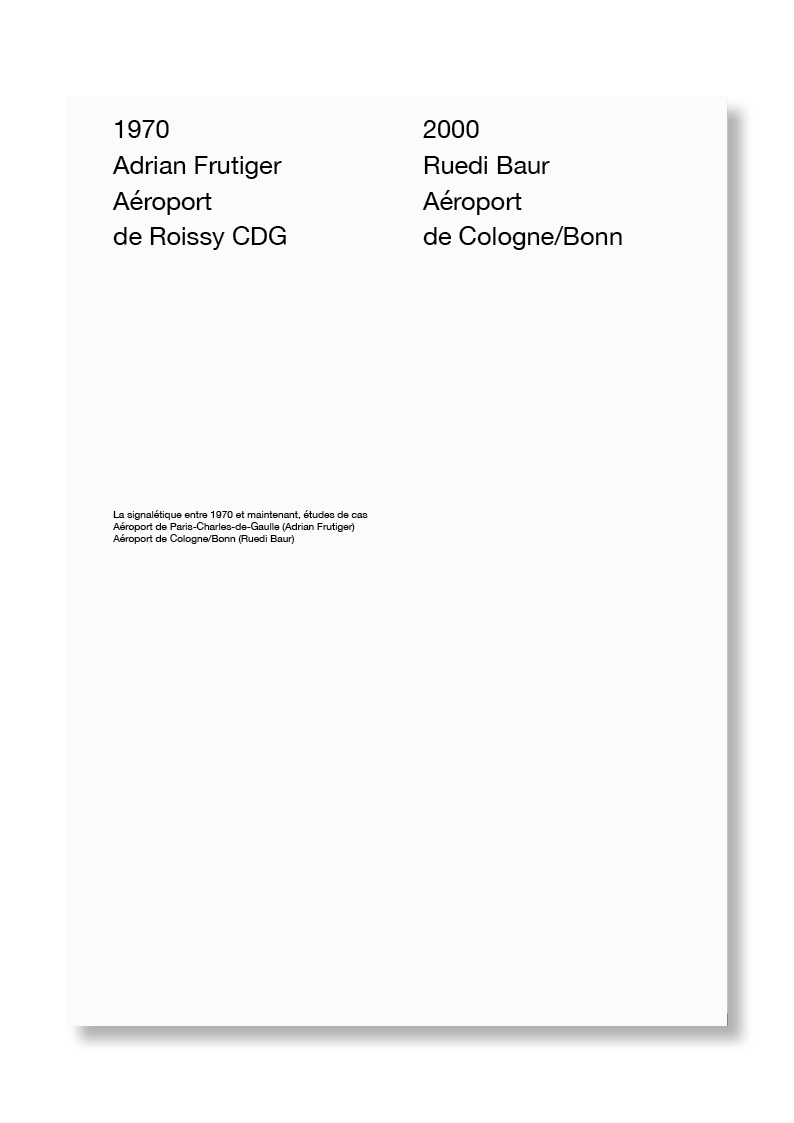 1970
Adrian Frutiger
Aéroport
de Roissy CDG
2000
Ruedi Baur
Aéroport
de Cologne/Bonn
La signalétique entre 1970 et maintenant, études de cas
Aéroport de Paris-Charles-de-Gaulle (Adrian Frutiger)
Aéroport de Cologne/Bonn (Ruedi Baur)